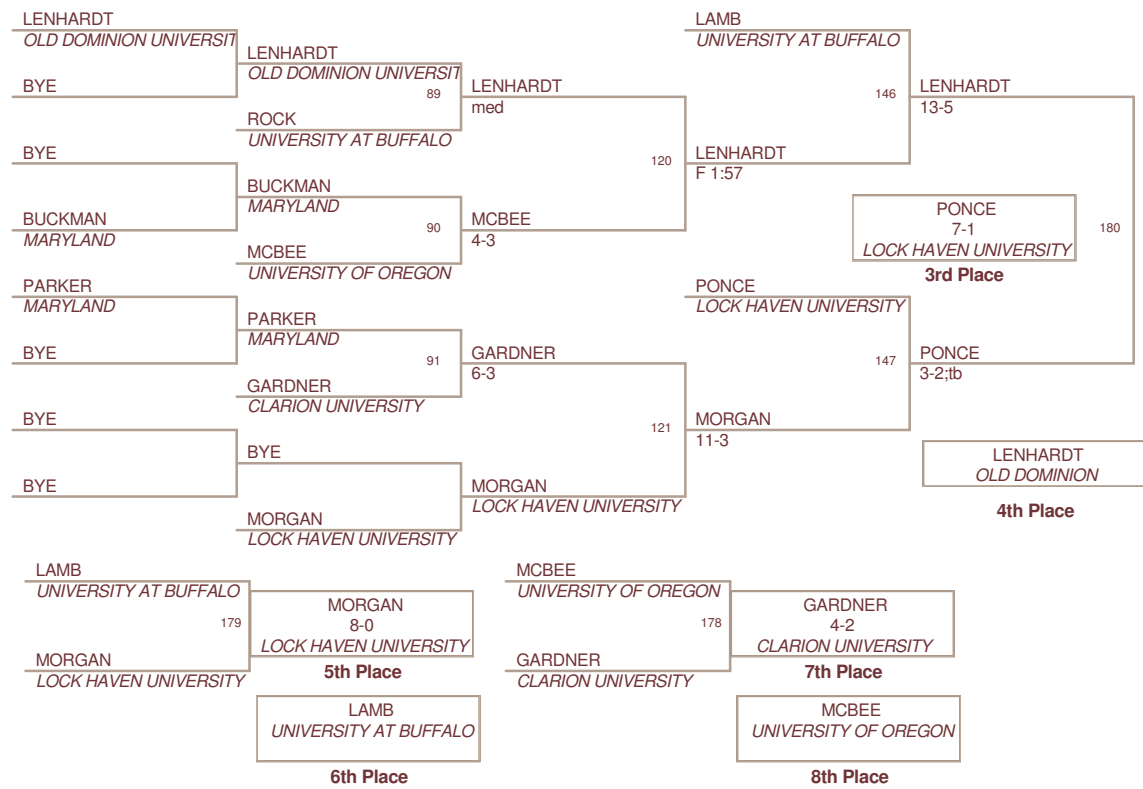 LENHARDT
OLD DOMINION UNIVERSIT
BYE
BYE
BUCKMAN
MARYLAND
PARKER
MARYLAND
BYE
BYE
BYE
LENHARDT
OLD DOMINION UNIVERSIT
89
ROCK
UNIVERSITY AT BUFFALO
BUCKMAN
MARYLAND
90
MCBEE
UNIVERSITY OF OREGON
PARKER
MARYLAND
91
GARDNER
CLARION UNIVERSITY
BYE
MORGAN
LOCK HAVEN UNIVERSITY
LENHARDT
med
120
MCBEE
4-3
GARDNER
6-3
121
MORGAN
LOCK HAVEN UNIVERSITY
LAMB
UNIVERSITY AT BUFFALO
146
LENHARDT
F 1:57
PONCE
LOCK HAVEN UNIVERSITY
147
MORGAN
11-3
LENHARDT
13-5
180
PONCE
3-2;tb
PONCE
7-1
LOCK HAVEN UNIVERSITY
3rd Place
LENHARDT
OLD DOMINION
4th Place
LAMB
UNIVERSITY AT BUFFALO
179
MORGAN
LOCK HAVEN UNIVERSITY
MORGAN
8-0
LOCK HAVEN UNIVERSITY
5th Place
LAMB
UNIVERSITY AT BUFFALO
6th Place
MCBEE
UNIVERSITY OF OREGON
178
GARDNER
CLARION UNIVERSITY
GARDNER
4-2
CLARION UNIVERSITY
7th Place
MCBEE
UNIVERSITY OF OREGON
8th Place